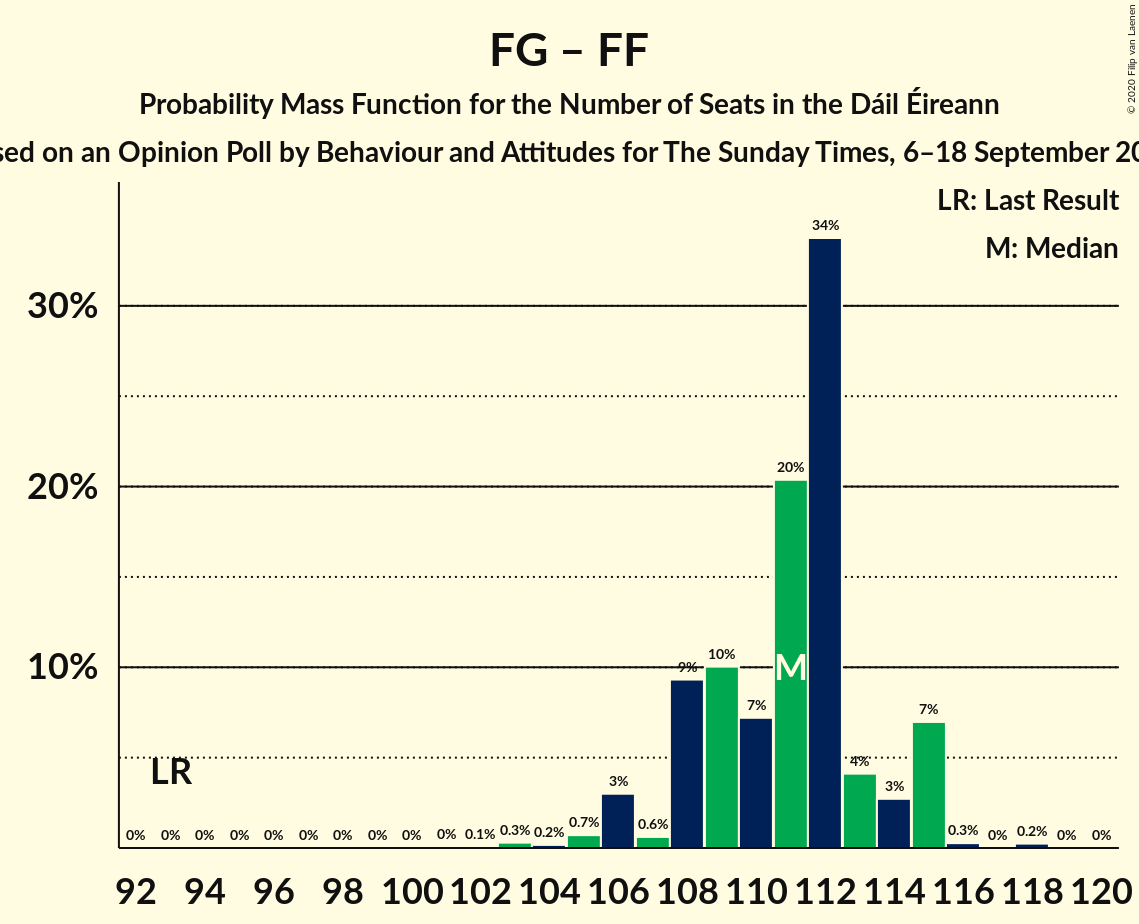 FG – FF
Probability Mass Function for the Number of Seats in the Dáil Éireann
on an Opinion Poll by Behaviour and Attitudes for The Sunday Times, 6–18 September
© 2020 Filip van Laenen
LR: Last Result
M: Median
30%
20%
10%
34%
20%
10%
9%
7%
7%
4%
3%
3%
LR
M
0% 0% 0% 0% 0% 0% 0% 0% 0% 0% 0.1% 0.3% 0.2% 0.7% 0.6% 0.3% 0% 0.2% 0% 0%
92 94 96 98 100 102 104 106 108 110 112 114 116 118 120